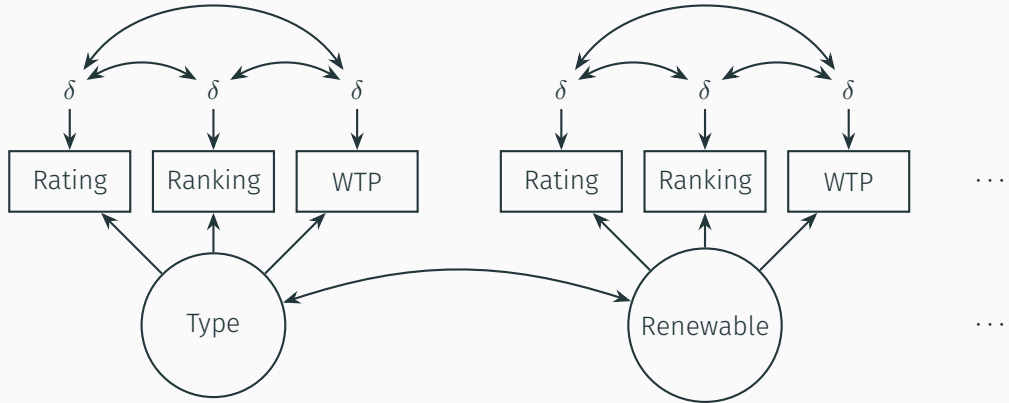 δ δ δ δ δ δ
Rating Ranking WTP Rating Ranking WTP ...
Type Renewable ...